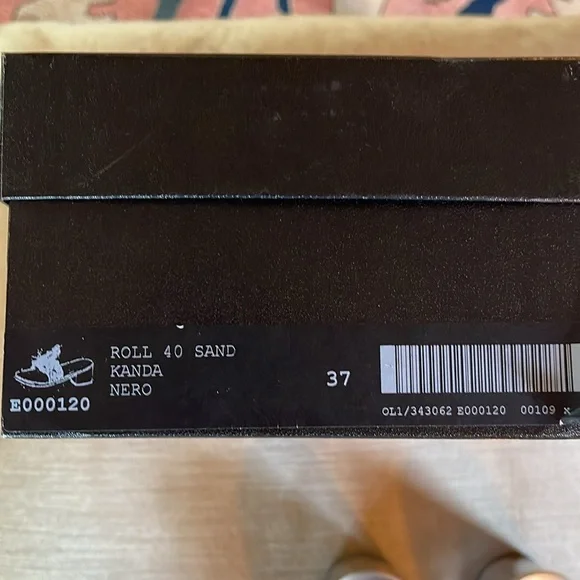 ROLL 40 SAND
KANDA
NERO
37
E000120
OL1/343062 E000120 00109 x